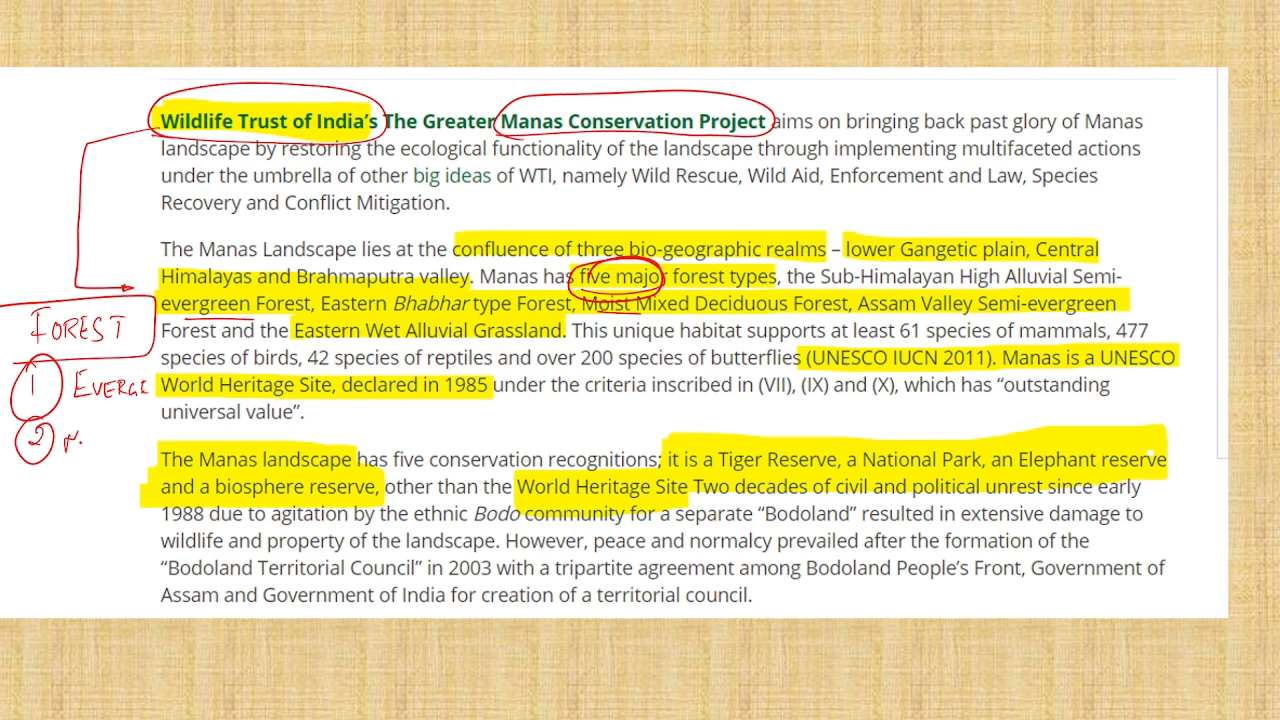 Wildlife Trust of India's The Greater Manas Conservation Project aims on bringing back past glory of Manas
landscape by restoring the ecological functionality of the landscape through implementing multifaceted actions
under the umbrella of other big ideas of WTI, namely Wild Rescue, Wild Aid, Enforcement and Law, Species
Recovery and Conflict Mitigation.
The Manas Landscape lies at the confluence of three bio-geographic realms – lower Gangetic plain, Central
Himalayas and Brahmaputra valley. Manas has five major forest types, the Sub-Himalayan High Alluvial Semi-
evergreen Forest, Eastern Bhabhar type Forest, Moist Mixed Deciduous Forest, Assam Valley Semi-evergreen
Forest and the Eastern Wet Alluvial Grassland. This unique habitat supports at least 61 species of mammals, 477
species of birds, 42 species of reptiles and over 200 species of butterflies (UNESCO IUCN 2011). Manas is a UNESCO
World Heritage Site, declared in 1985 under the criteria inscribed in (VII), (IX) and (X), which has “outstanding
universal value”.
The Manas landscape has five conservation recognitions; it is a Tiger Reserve, a National Park, an Elephant reserve
and a biosphere reserve, other than the World Heritage Site Two decades of civil and political unrest since early
1988 due to agitation by the ethnic Bodo community for a separate “Bodoland” resulted in extensive damage to
wildlife and property of the landscape. However, peace and normalcy prevailed after the formation of the
“Bodoland Territorial Council” in 2003 with a tripartite agreement among Bodoland People’s Front, Government of
Assam and Government of India for creation of a territorial council.
FOREST
1 EVERGE
2